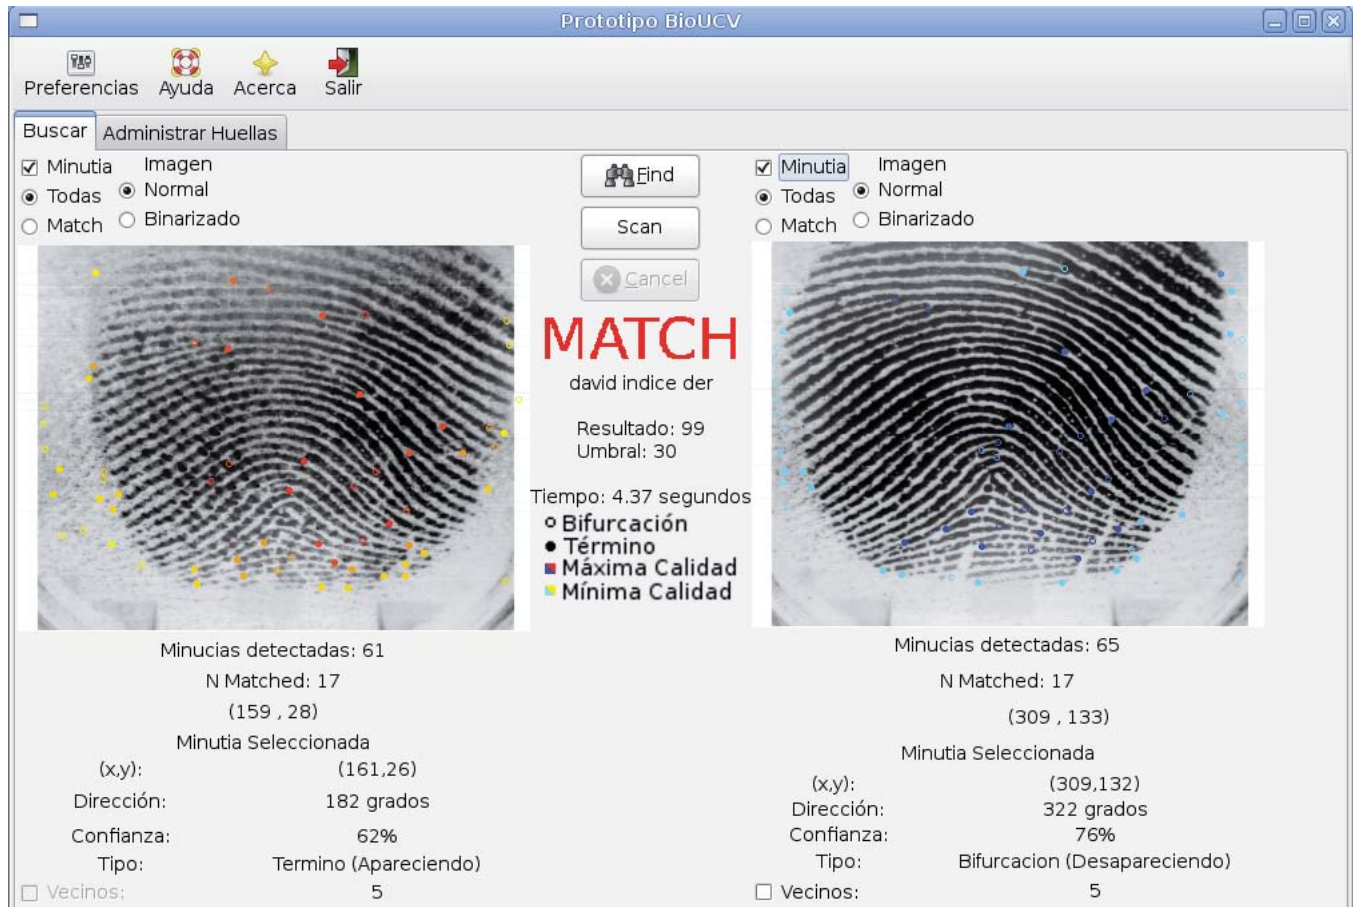 Prototipo BioUCV
Preferencias Ayuda Acerca Salir
Buscar Administrar Huellas
Minutia Imagen
Todas Normal
Match Binarizado
Find
Scan
Cancel
MATCH
david indice der
Resultado: 99
Umbral: 30
Tiempo: 4.37 segundos
Bifurcación
Término
Máxima Calidad
Mínima Calidad
Minutia Imagen
Todas Normal
Match Binarizado
Minucias detectadas: 61
N Matched: 17
(159 , 28)
Minutia Seleccionada
(x,y): (161,26)
Dirección: 182 grados
Confianza: 62%
Tipo: Termino (Apareciendo)
Vecinos: 5
Minucias detectadas: 65
N Matched: 17
(309 , 133)
Minutia Seleccionada
(x,y): (309,132)
Dirección: 322 grados
Confianza: 76%
Tipo: Bifurcacion (Desapareciendo)
Vecinos: 5